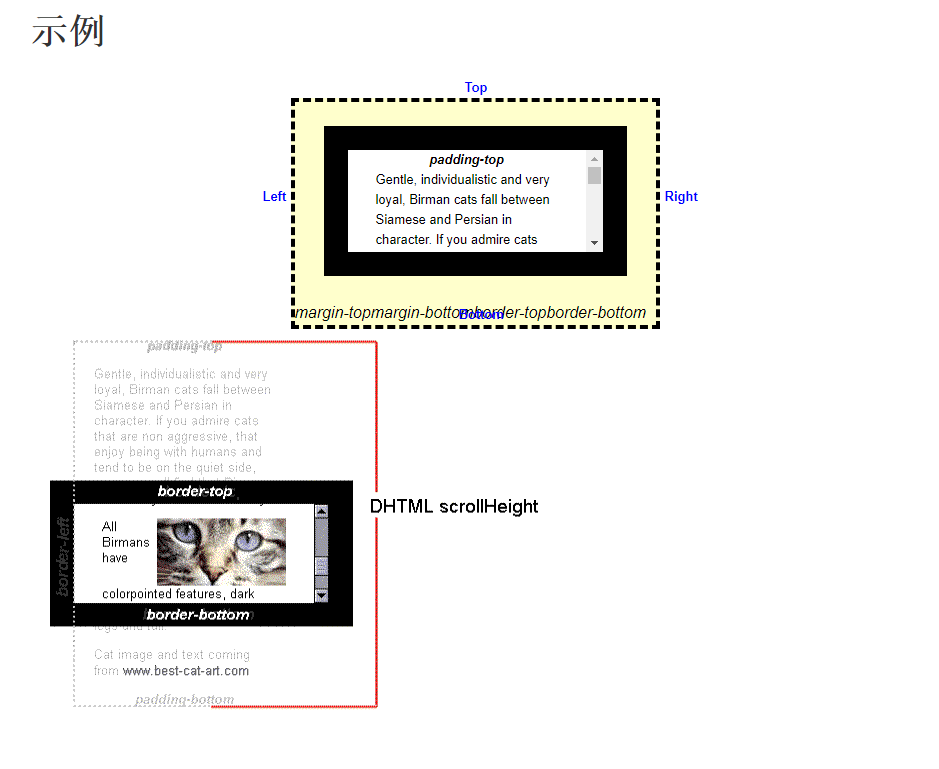 示例
Top
padding-top
Gentle, individualistic and very
loyal, Birman cats fall between
Siamese and Persian in
character. If you admire cats
Left
Right
margin-topmargin-bottomborder-topborder-bottom
Bottom
padding-top
Gentle, individualistic and very
loyal, Birman cats fall between
Siamese and Persian in
character. If you admire cats
that are non aggressive, that
enjoy being with humans and
tend to be on the quiet side,
border-top
DHTML scrollHeight
border-left
All
Birmans
have
colorpointed features, dark
border-bottom
Cat image and text coming
from www.best-cat-art.com
padding-bottom